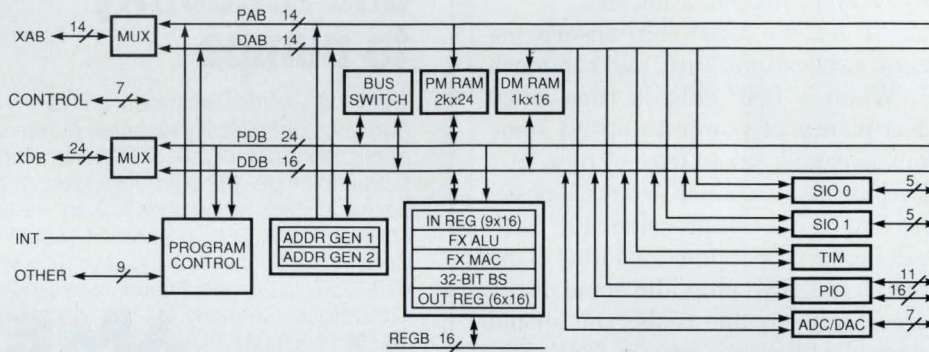 PAB 14
XAB 14 MUX DAB 14
CONTROL 7
BUS SWITCH
PM RAM 2kx24
DM RAM 1kx16
PDB 24
XDB 24 MUX DDB 16
INT
OTHER 9
PROGRAM CONTROL
ADDR GEN 1
ADDR GEN 2
IN REG (9x16)
FX ALU
FX MAC
32-BIT BS
OUT REG (6x16)
REGB 16
SIO 0 5
SIO 1 5
TIM
PIO 11 16
ADC/DAC 7